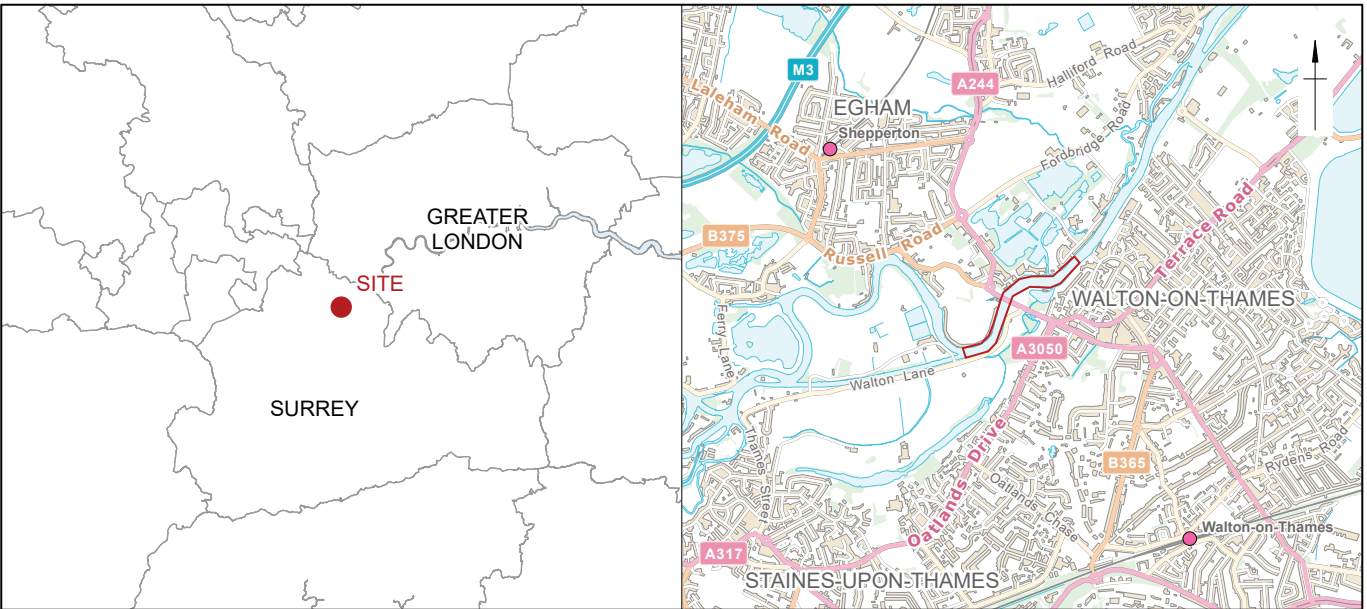 GREATER
LONDON
SITE
SURREY
M3
A244
Halliford Road
Laleham Road
EGHAM
Shepperton
Fordbridge Road
Terrace Road
B375
Russell Road
WALTON-ON-THAMES
Ferry Lane
A3050
Walton Lane
Thames Street
Oatlands Drive
B365
Rydens Road
Oatlands Chase
Walton-on-Thames
A317
STAINES-UPON-THAMES